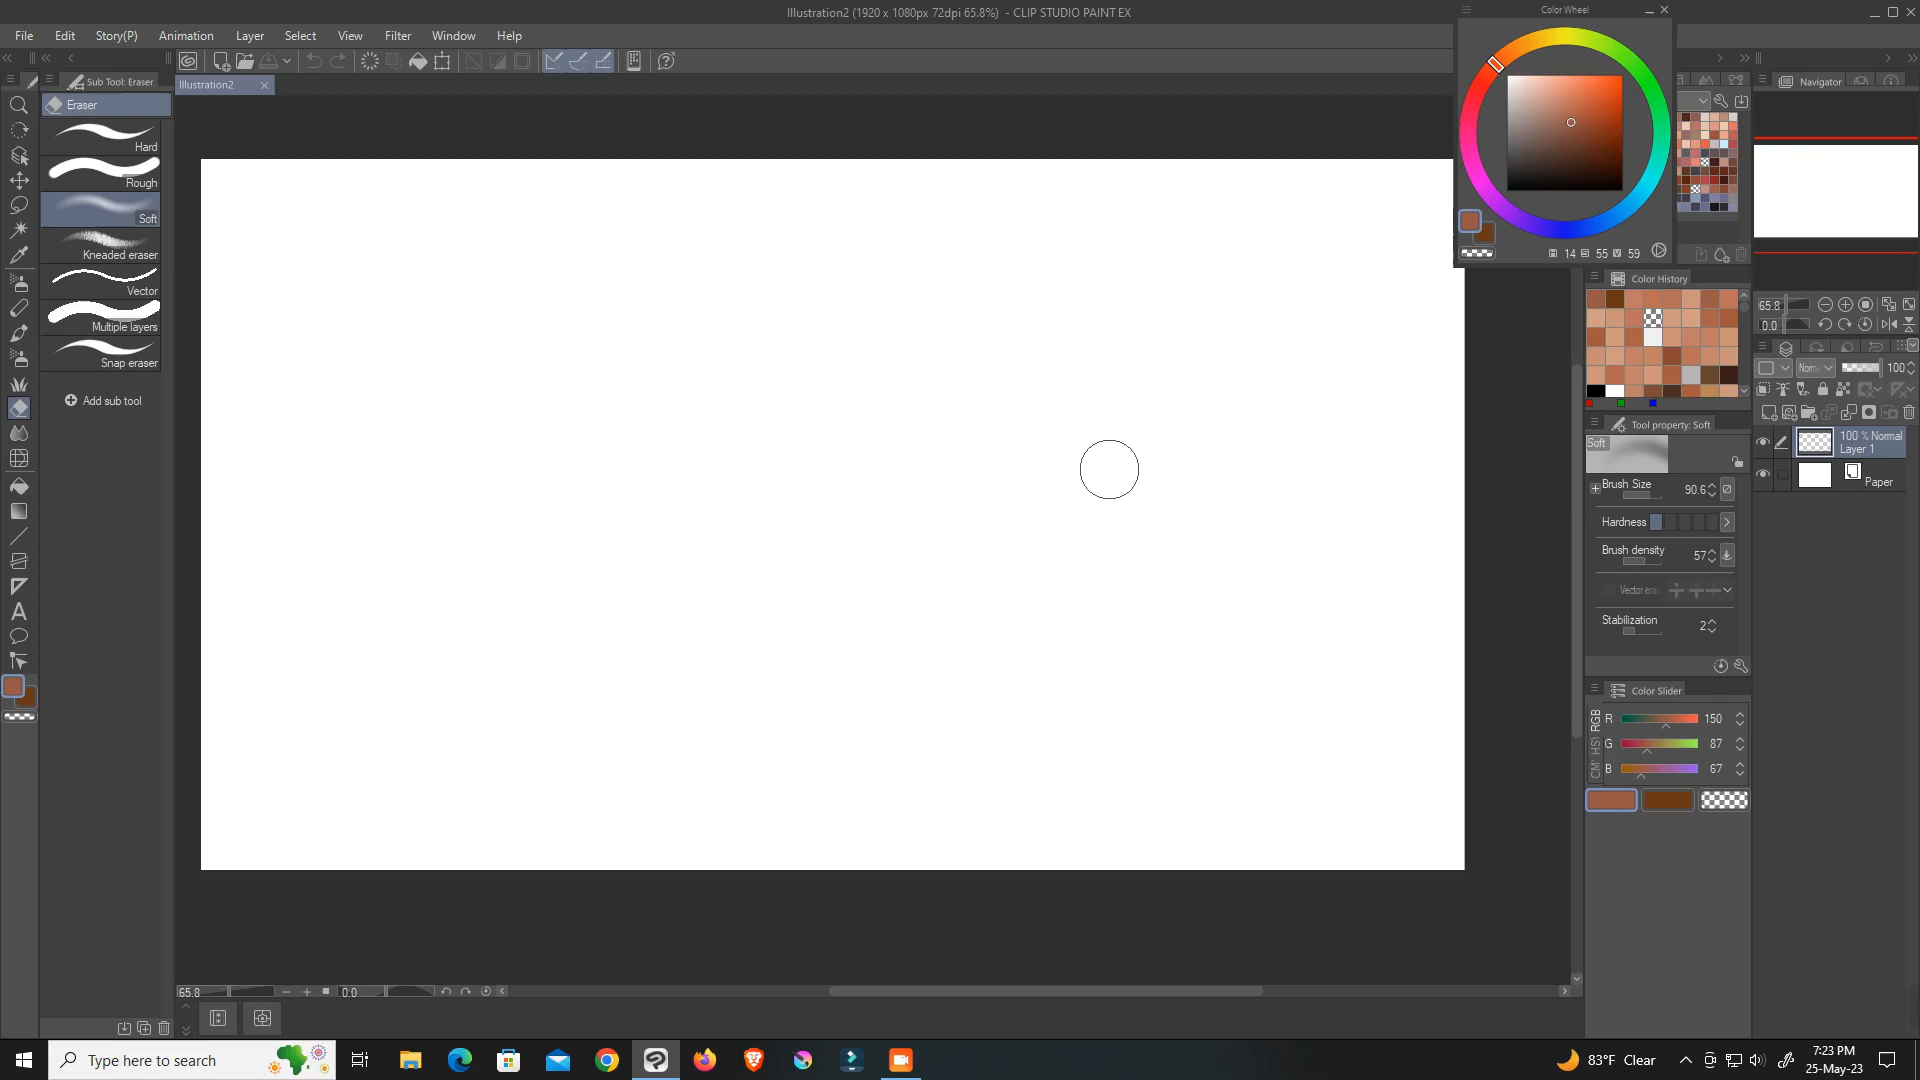 Illustration2 (1920 x 1080px 72dpi 65.8%) - CLIP STUDIO PAINT EX
Color Wheel
File Edit Story(P) Animation Layer Select View Filter Window Help
Sub Tool: Eraser
Illustration2
Navigator
Eraser
Hard
Rough
Soft
Kneaded eraser
Vector
Multiple layers
Snap eraser
Add sub tool
14 55 59
Color History
65.8
0.0
Norm 100
Tool property: Soft
Soft
100 % Normal
Layer 1
Paper
Brush Size 90.6
Hardness
Brush density 57
Vector era
Stabilization 2
Color Slider
RGB
R 150
G 87
B 67
65.8 0.0
Type here to search
83°F Clear
7:23 PM
25-May-23